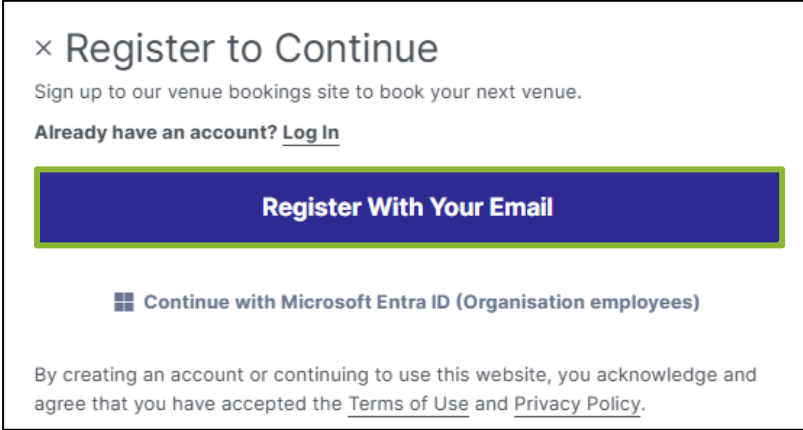 × Register to Continue
Sign up to our venue bookings site to book your next venue.
Already have an account? Log In
Register With Your Email
Continue with Microsoft Entra ID (Organisation employees)
By creating an account or continuing to use this website, you acknowledge and
agree that you have accepted the Terms of Use and Privacy Policy.